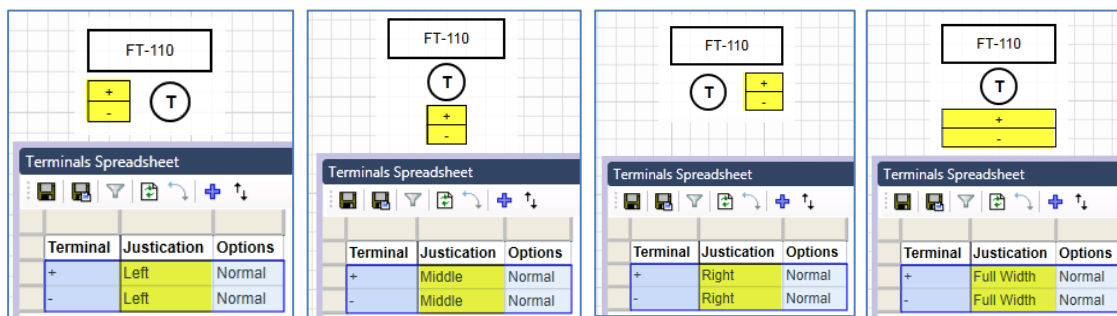 FT-110
+
T
-
Terminals Spreadsheet
Terminal Justication Options
+ Left Normal
- Left Normal
FT-110
T
+
-
Terminals Spreadsheet
Terminal Justication Options
+ Middle Normal
- Middle Normal
FT-110
T
+
-
Terminals Spreadsheet
Terminal Justication Options
+ Right Normal
- Right Normal
FT-110
T
+
-
Terminals Spreadsheet
Terminal Justication Options
+ Full Width Normal
- Full Width Normal